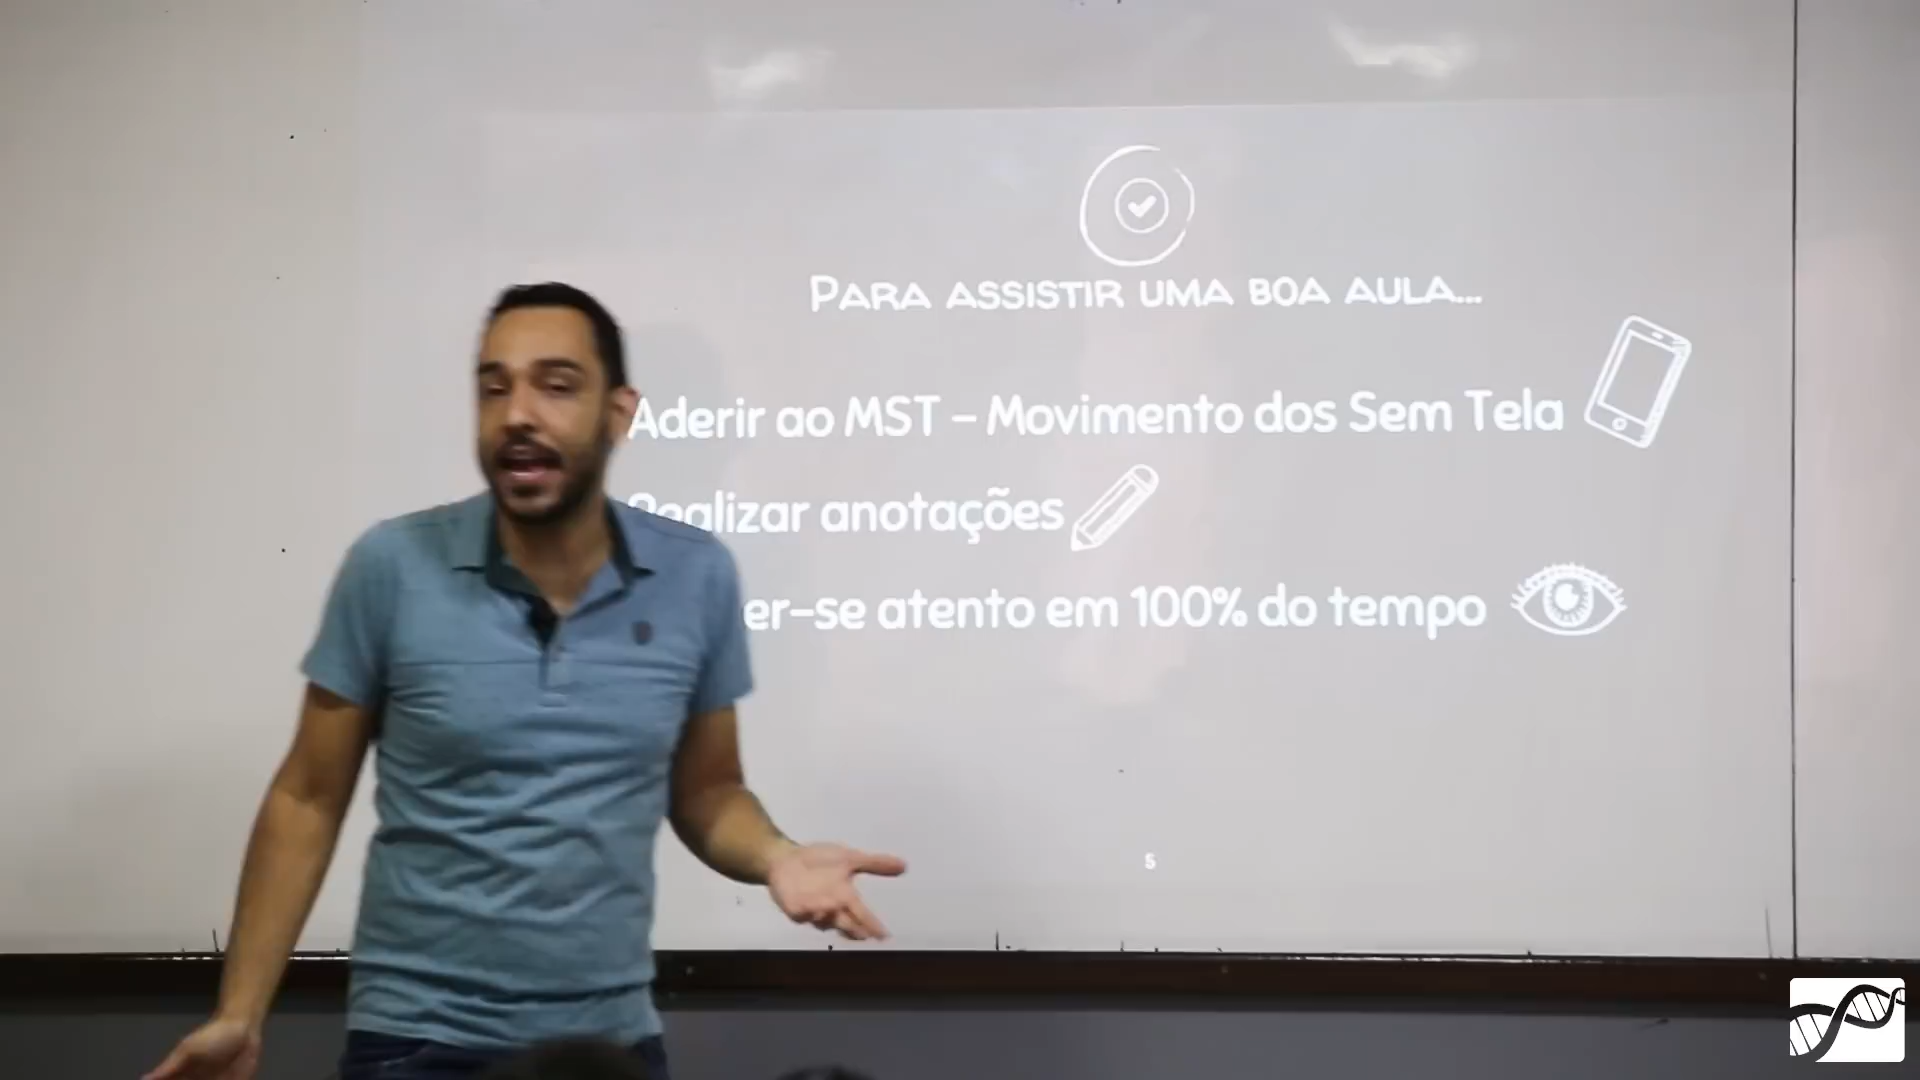 PARA ASSISTIR UMA BOA AULA...
Aderir ao MST – Movimento dos Sem Tela
Realizar anotações
er-se atento em 100% do tempo
5